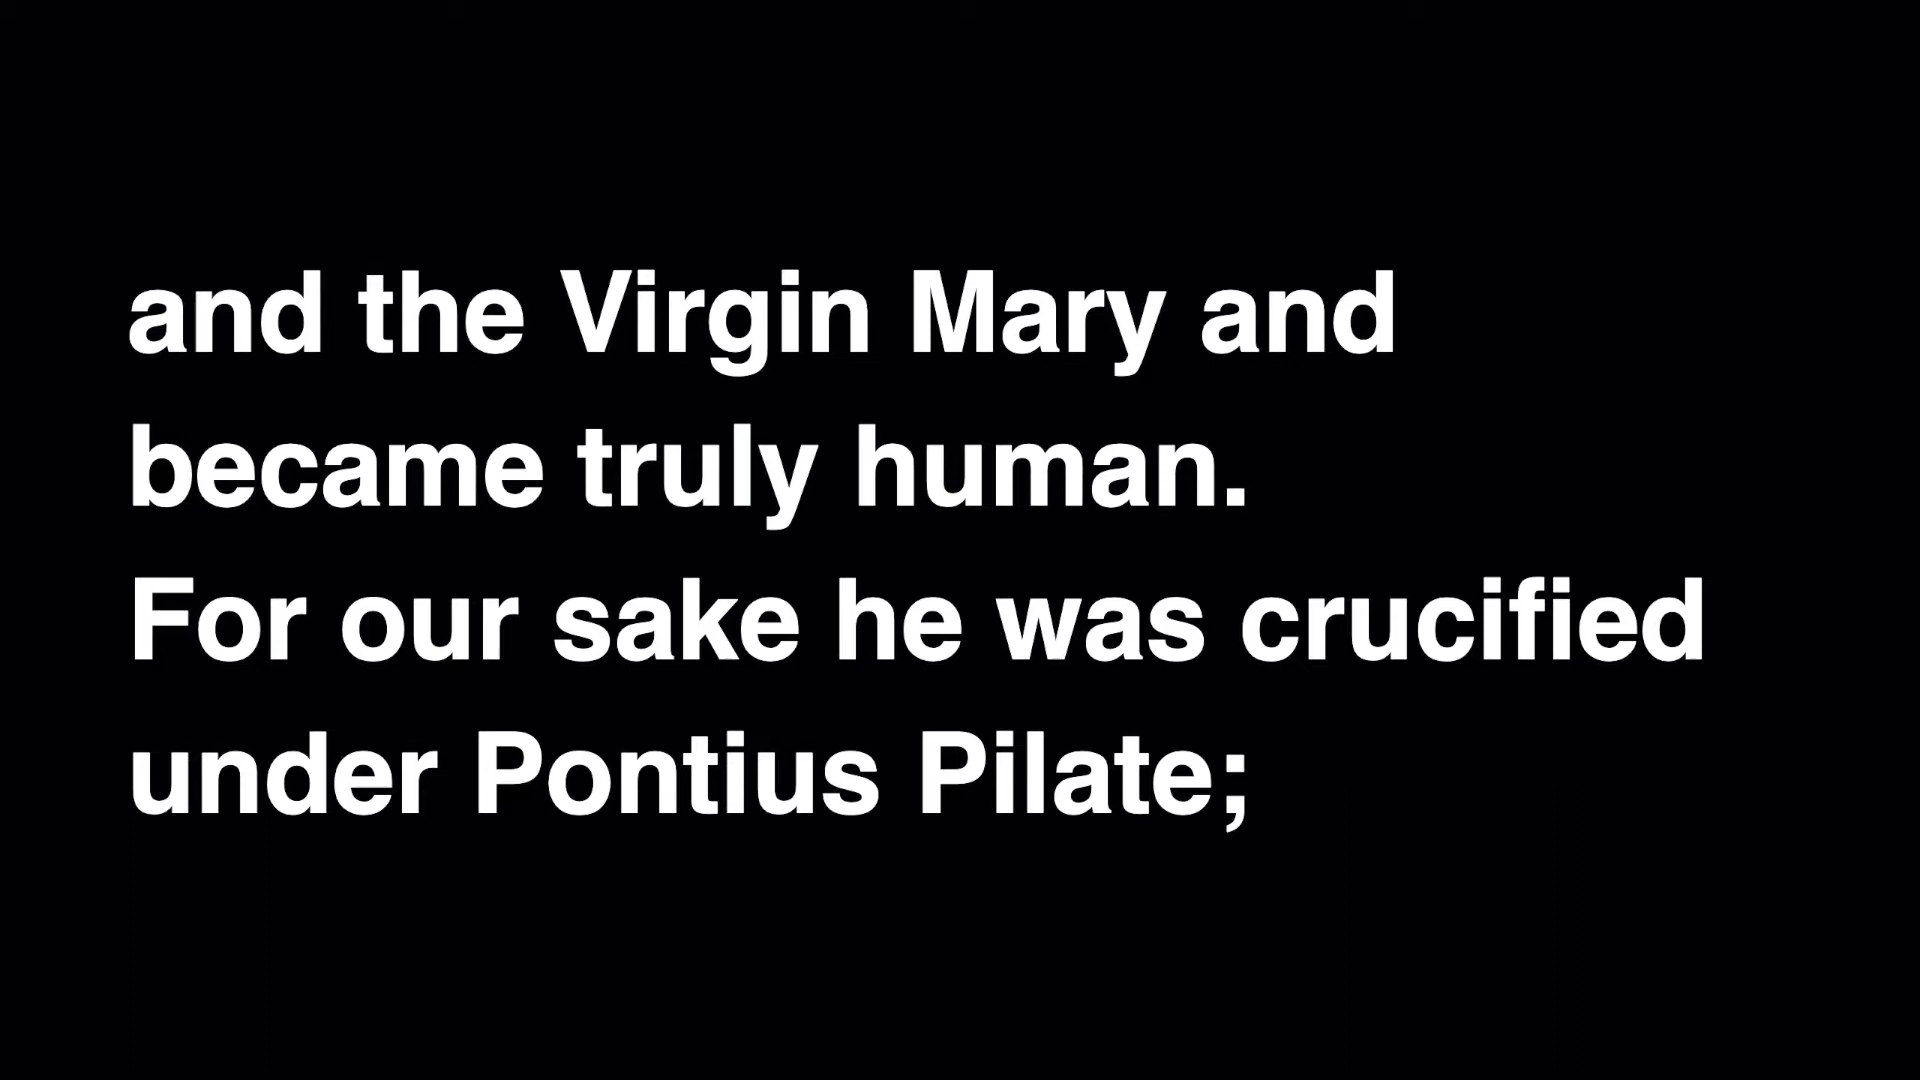 and the Virgin Mary and
became truly human.
For our sake he was crucified
under Pontius Pilate;